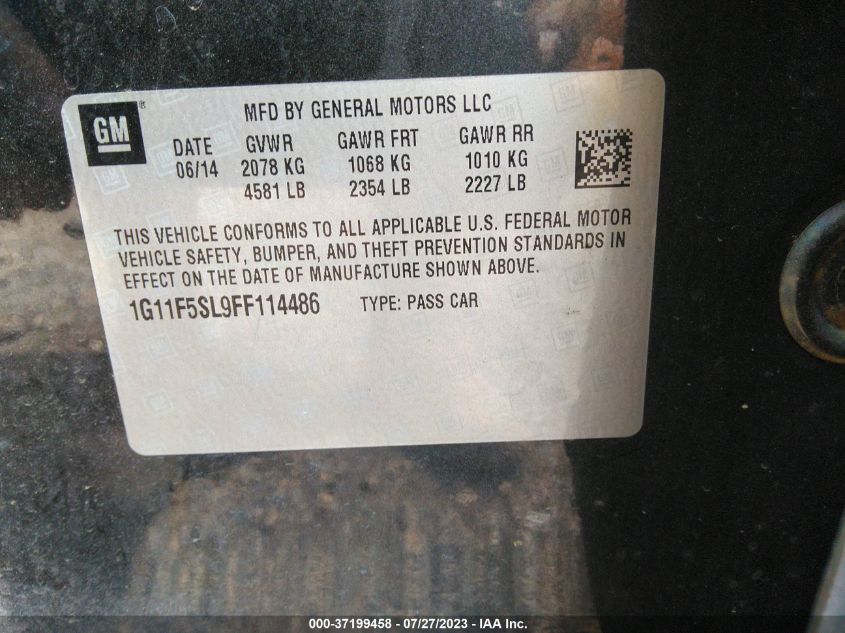 GM ® MFD BY GENERAL MOTORS LLC
DATE GVWR GAWR FRT GAWR RR
06/14 2078 KG 1068 KG 1010 KG
4581 LB 2354 LB 2227 LB
THIS VEHICLE CONFORMS TO ALL APPLICABLE U.S. FEDERAL MOTOR
VEHICLE SAFETY, BUMPER, AND THEFT PREVENTION STANDARDS IN
EFFECT ON THE DATE OF MANUFACTURE SHOWN ABOVE.
1G11F5SL9FF114486 TYPE: PASS CAR
000-37199458 - 07/27/2023 - IAA Inc.